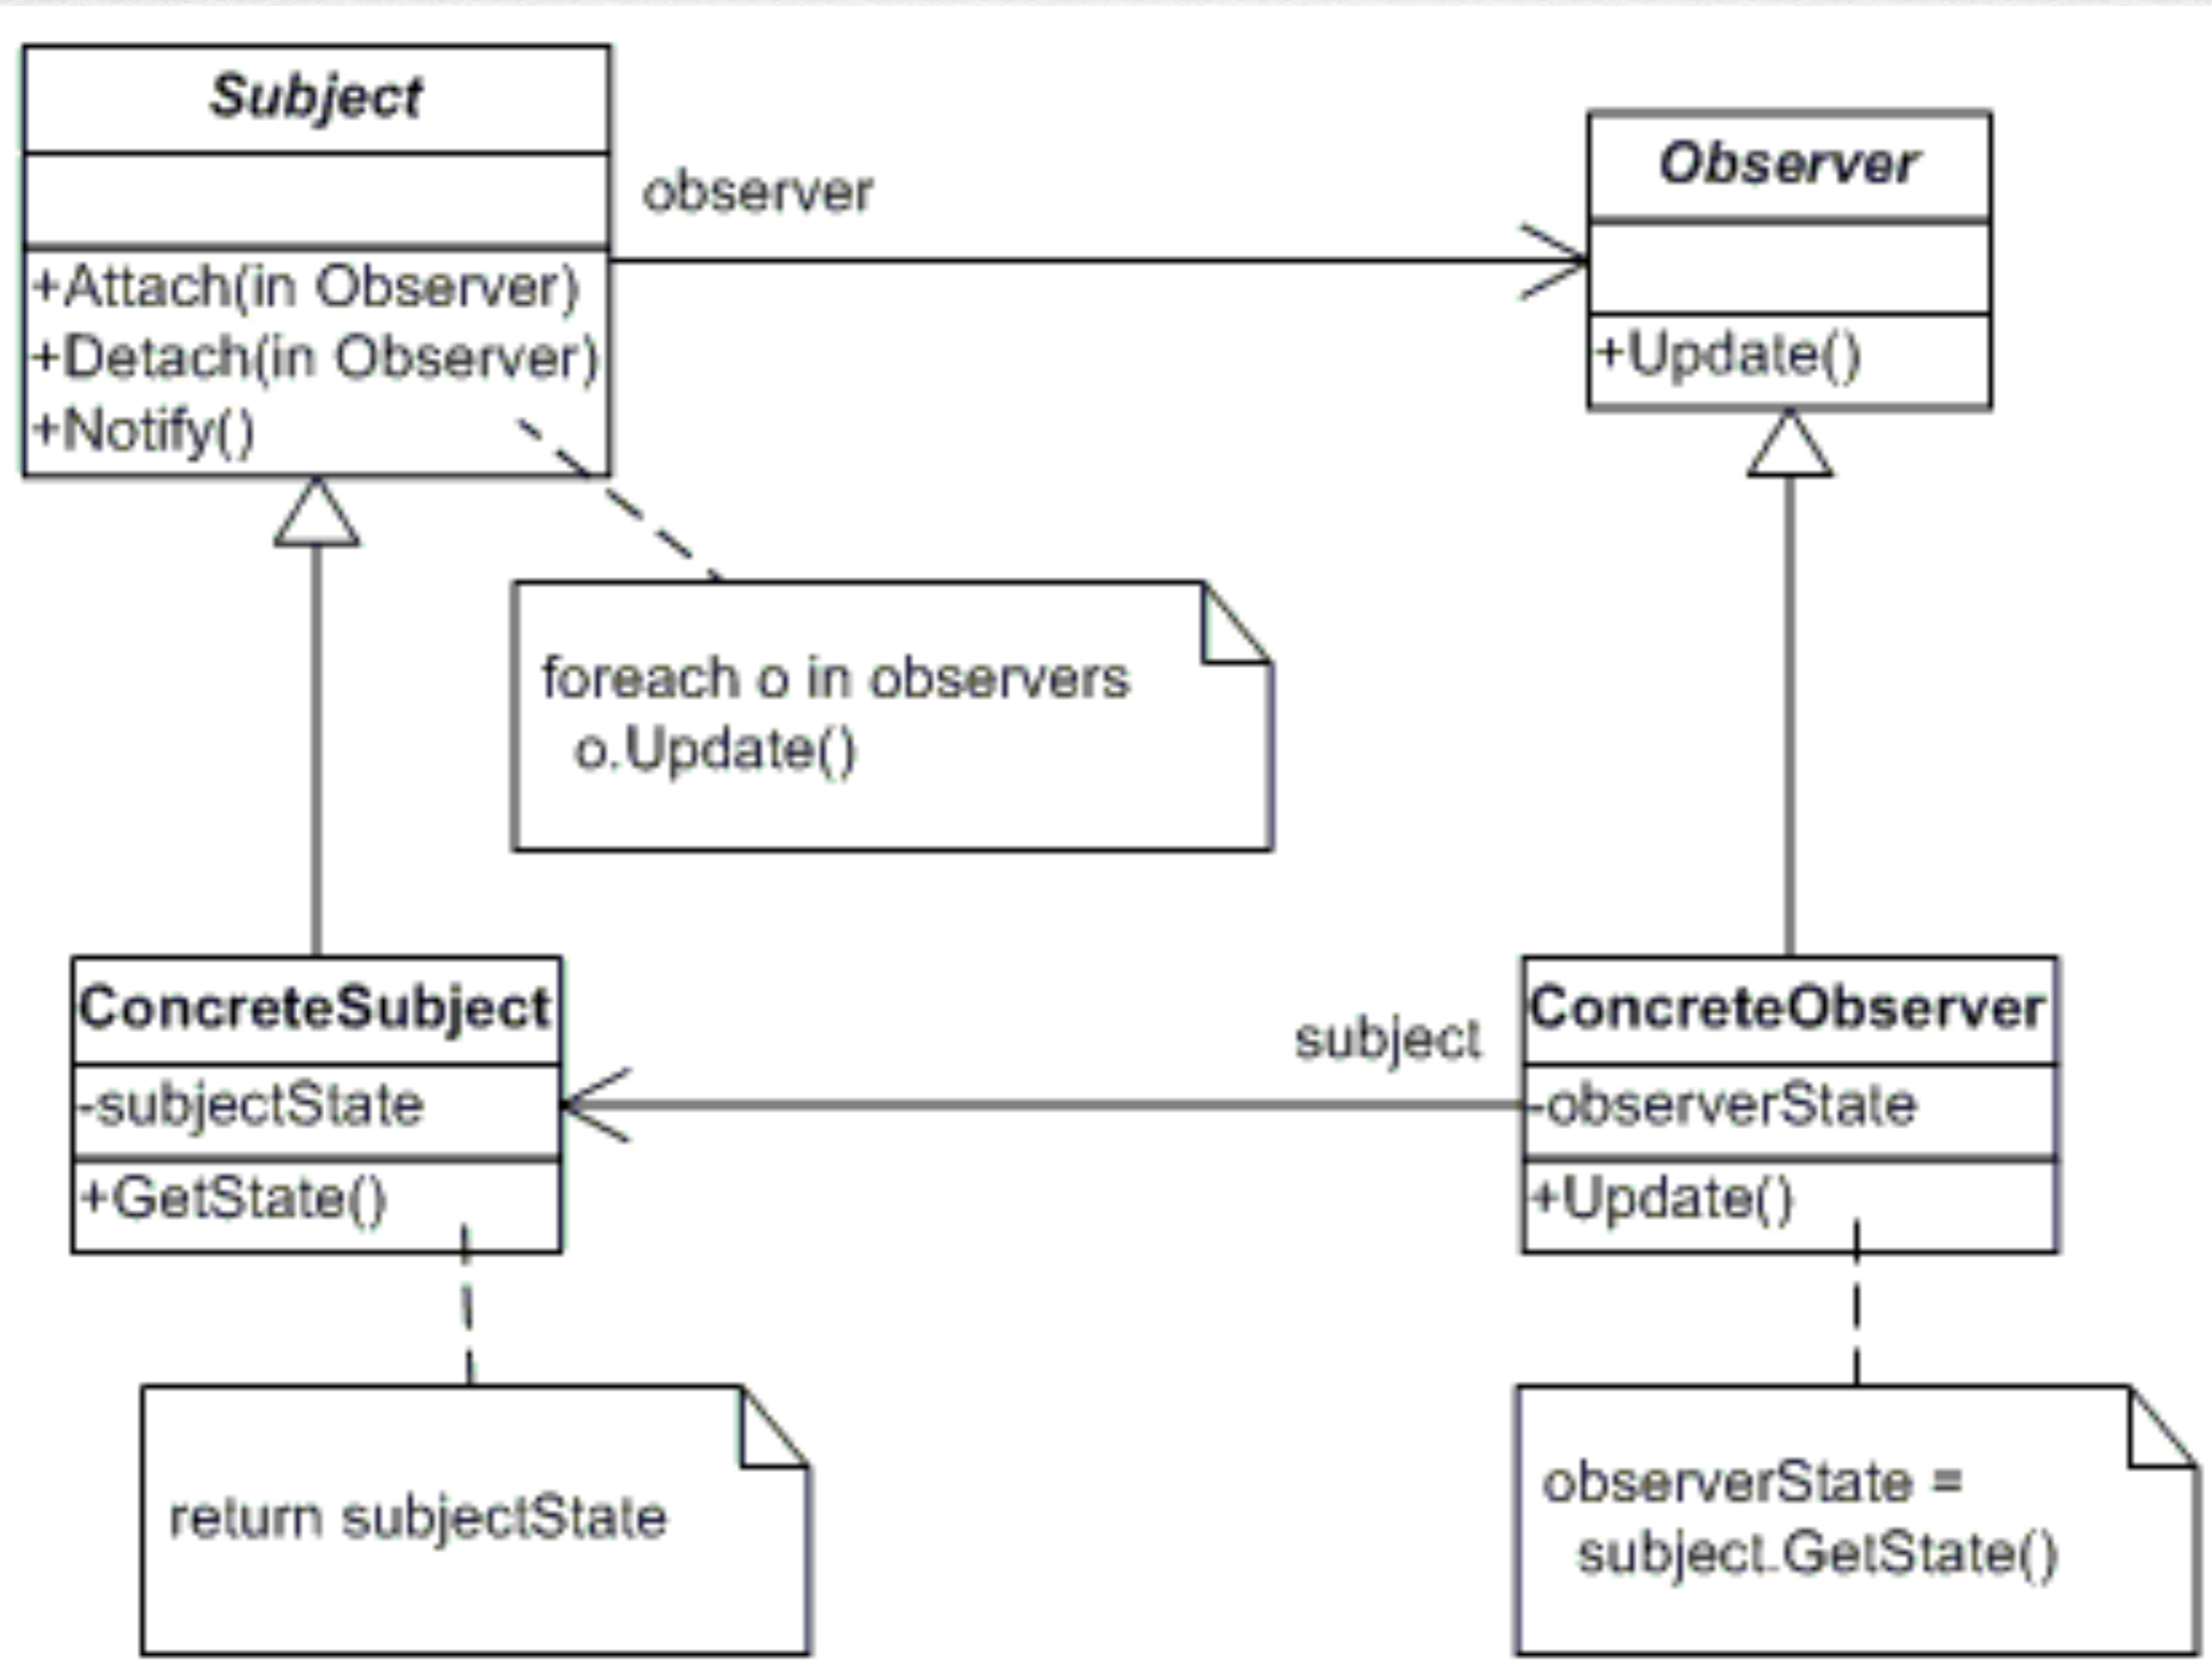 Subject
+Attach(in Observer)
+Detach(in Observer)
+Notify()
observer
Observer
+Update()
foreach o in observers
o.Update()
ConcreteSubject
-subjectState
+GetState()
subject
ConcreteObserver
-observerState
+Update()
return subjectState
observerState =
subject.GetState()